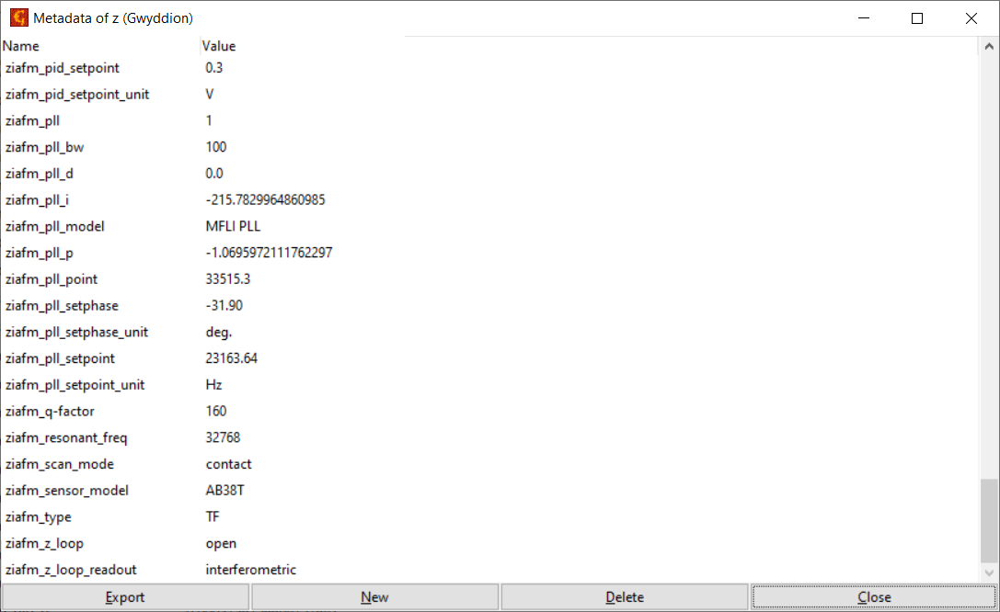 Metadata of z (Gwyddion)
Name Value
ziafm_pid_setpoint 0.3
ziafm_pid_setpoint_unit V
ziafm_pll 1
ziafm_pll_bw 100
ziafm_pll_d 0.0
ziafm_pll_i -215.7829964860985
ziafm_pll_model MFLI PLL
ziafm_pll_p -1.0695972111762297
ziafm_pll_point 33515.3
ziafm_pll_setphase -31.90
ziafm_pll_setphase_unit deg.
ziafm_pll_setpoint 23163.64
ziafm_pll_setpoint_unit Hz
ziafm_q-factor 160
ziafm_resonant_freq 32768
ziafm_scan_mode contact
ziafm_sensor_model AB38T
ziafm_type TF
ziafm_z_loop open
ziafm_z_loop_readout interferometric
Export New Delete Close